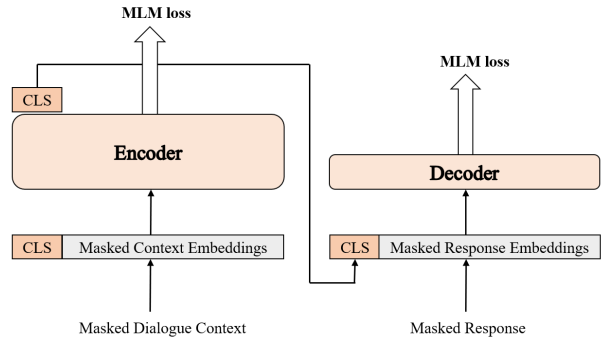 MLM loss
MLM loss
CLS
Encoder
Decoder
CLS Masked Context Embeddings
CLS Masked Response Embeddings
Masked Dialogue Context
Masked Response